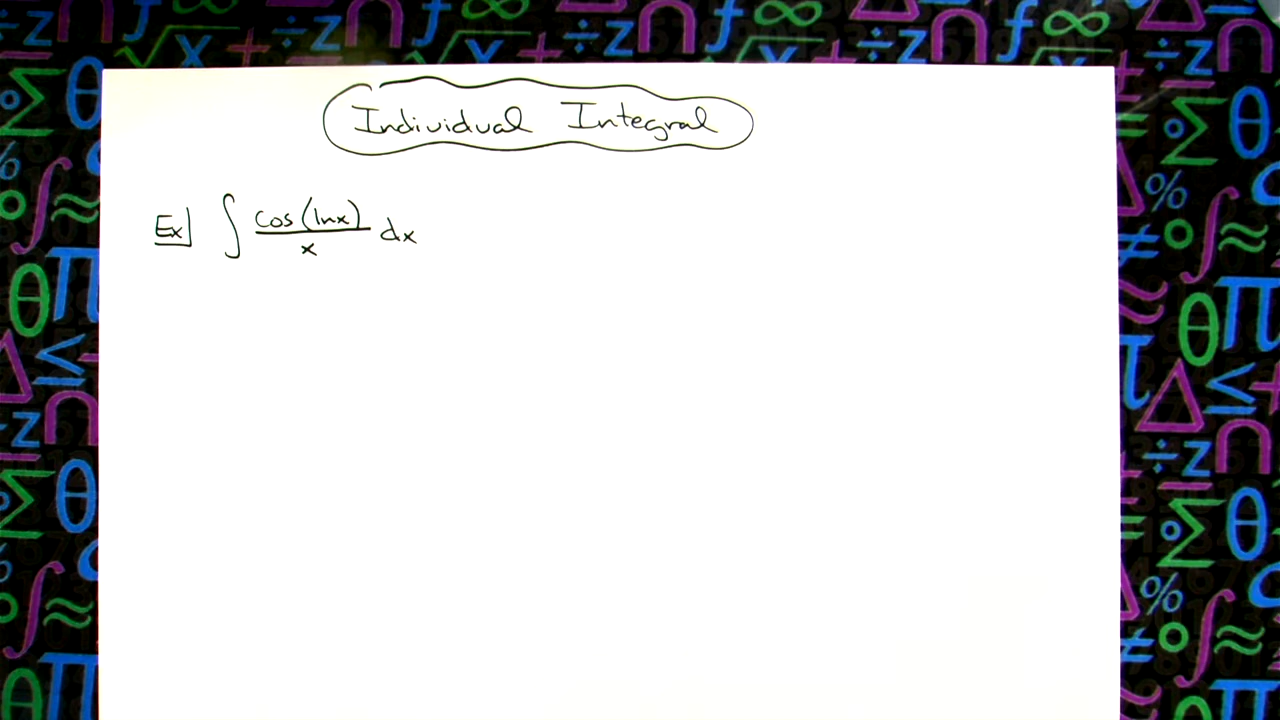 Individual Integral
Ex] ∫ cos(lnx)/x dx